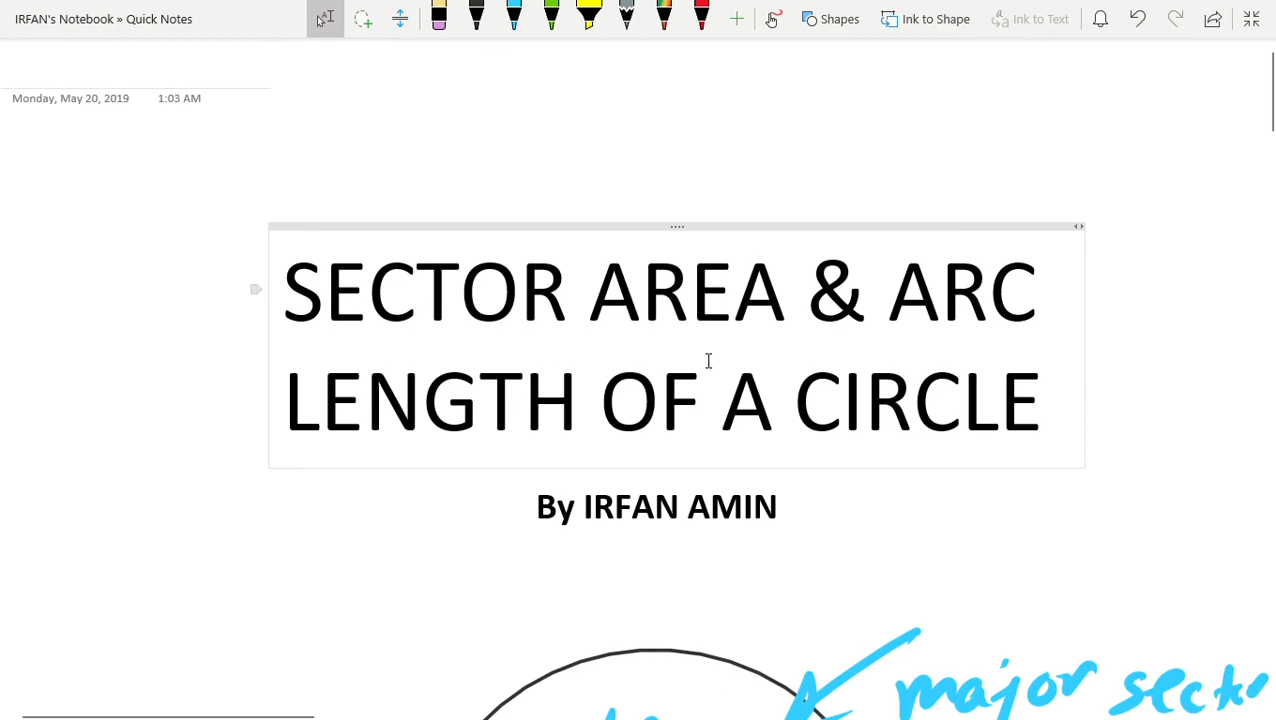 IRFAN's Notebook » Quick Notes
Shapes
Ink to Shape
Ink to Text
Monday, May 20, 2019 1:03 AM
SECTOR AREA & ARC
LENGTH OF A CIRCLE
By IRFAN AMIN
major secto